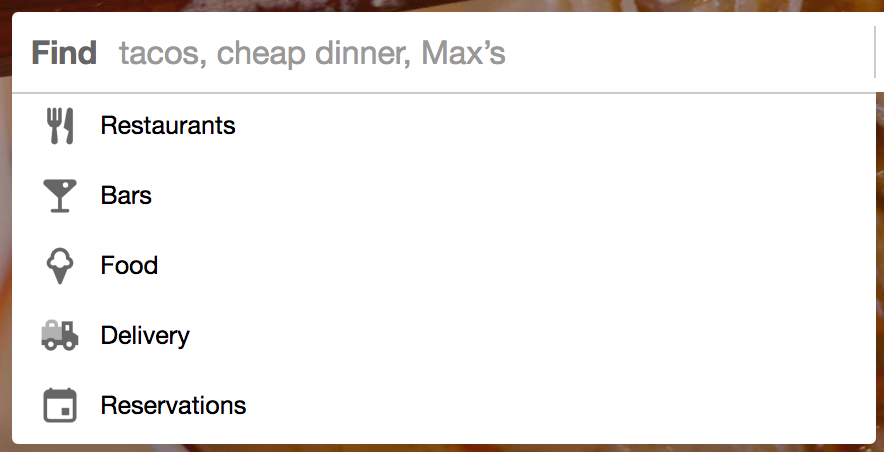 Find tacos, cheap dinner, Max’s
Restaurants
Bars
Food
Delivery
Reservations